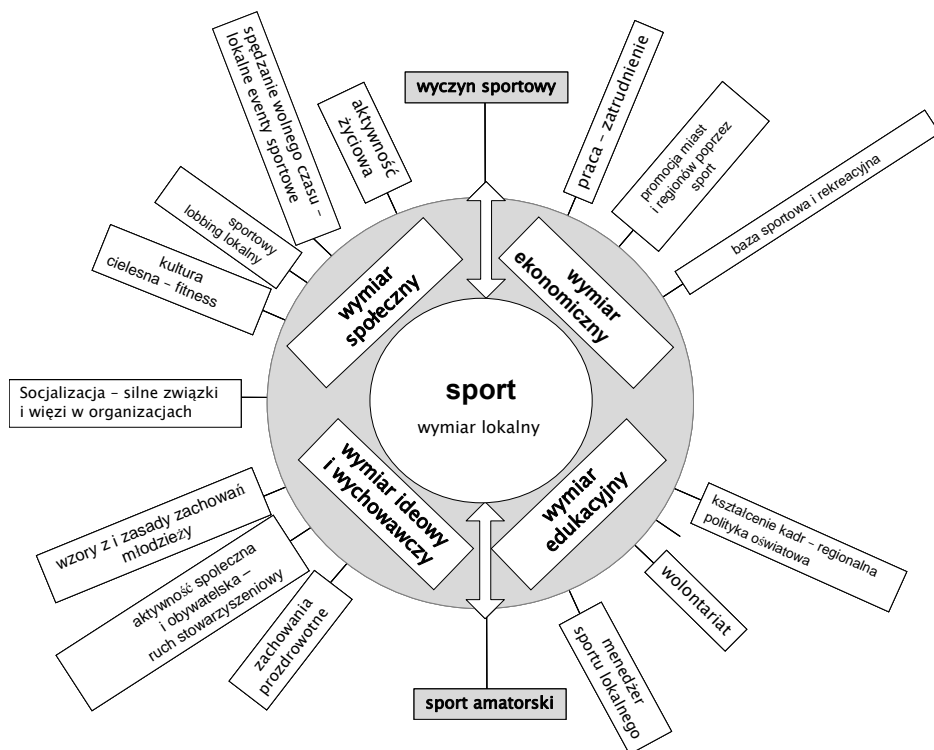 spędzanie wolnego czasu –
lokalne eventy sportowe
aktywność
życiowa
wyczyn sportowy
praca – zatrudnienie
promocja miast
i regionów poprzez
sport
baza sportowa i rekreacyjna
sportowy
lobbing lokalny
kultura
cielesna – fitness
wymiar
społeczny
wymiar
ekonomiczny
sport
wymiar lokalny
Socjalizacja – silne związki
i więzi w organizacjach
wymiar ideowy
i wychowawczy
wymiar
edukacyjny
wzory z i zasady zachowań
młodzieży
aktywność społeczna
i obywatelska –
ruch stowarzyszeniowy
zachowania
prozdrowotne
sport amatorski
menedżer
sportu lokalnego
wolontariat
kształcenie kadr – regionalna
polityka oświatowa